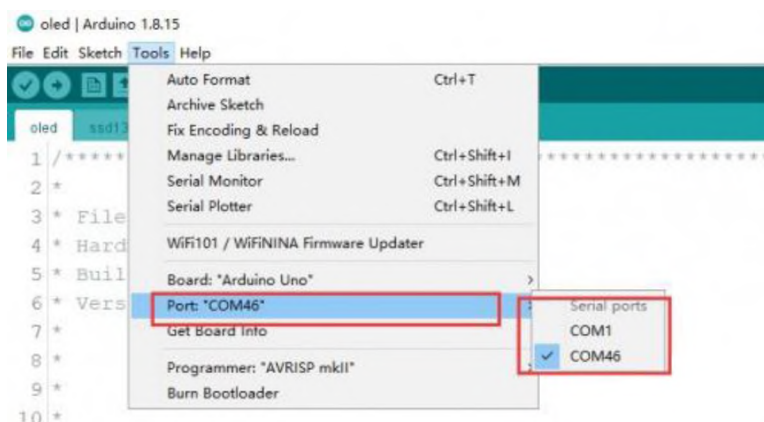 oled | Arduino 1.8.15
File Edit Sketch Tools Help
Auto Format Ctrl+T
Archive Sketch
Fix Encoding & Reload
Manage Libraries... Ctrl+Shift+I
Serial Monitor Ctrl+Shift+M
Serial Plotter Ctrl+Shift+L
WiFi101 / WiFiNINA Firmware Updater
Board: "Arduino Uno"
Port: "COM46"
Get Board Info
Programmer: "AVRISP mkII"
Burn Bootloader
Serial ports
COM1
COM46
oled ssd13
1 /*****
2 *
3 * File
4 * Hard
5 * Buil
6 * Vers
7 *
8 *
9 *
10 *